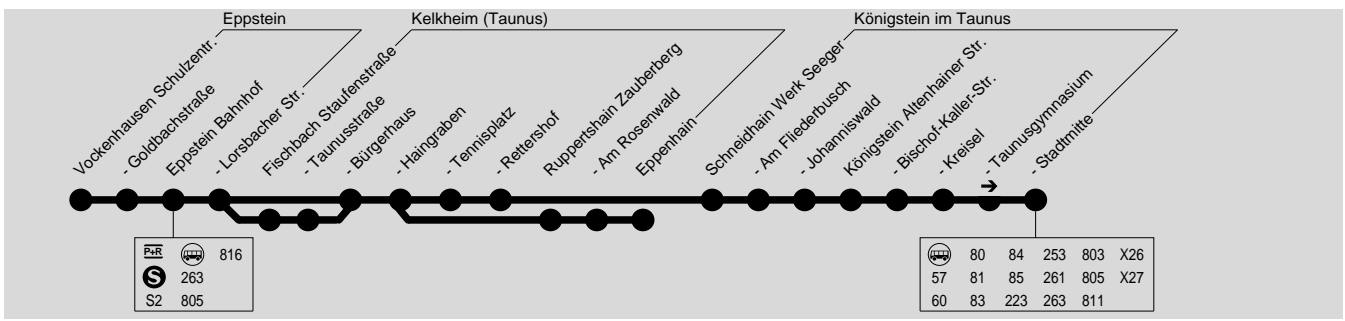 Eppstein
Kelkheim (Taunus)
Königstein im Taunus
Vockenhausen Schulzentr.
- Goldbachstraße
Eppstein Bahnhof
- Lorsbacher Str.
Fischbach Staufenstraße
- Taunusstraße
- Bürgerhaus
- Haingraben
- Tennisplatz
- Rettershof
Ruppertshain Zauberberg
- Am Rosenwald
Eppenhain
Schneidhain Werk Seeger
- Am Fliederbusch
- Johanniswald
Königstein Altenhainer Str.
- Bischof-Kaller-Str.
- Kreisel
- Taunusgymnasium
- Stadtmitte
P+R 816
S 263
S2 805
80 84 253 803 X26
57 81 85 261 805 X27
60 83 223 263 811